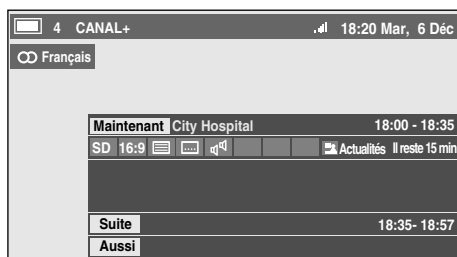 4 CANAL+ 18:20 Mar, 6 Déc
Français
Maintenant City Hospital 18:00 - 18:35
SD 16:9 Actualités Il reste 15 min
Suite 18:35- 18:57
Aussi